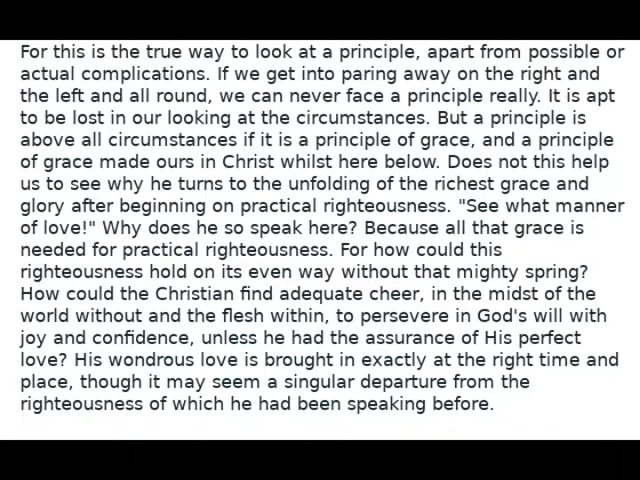 For this is the true way to look at a principle, apart from possible or
actual complications. If we get into paring away on the right and
the left and all round, we can never face a principle really. It is apt
to be lost in our looking at the circumstances. But a principle is
above all circumstances if it is a principle of grace, and a principle
of grace made ours in Christ whilst here below. Does not this help
us to see why he turns to the unfolding of the richest grace and
glory after beginning on practical righteousness. "See what manner
of love!" Why does he so speak here? Because all that grace is
needed for practical righteousness. For how could this
righteousness hold on its even way without that mighty spring?
How could the Christian find adequate cheer, in the midst of the
world without and the flesh within, to persevere in God's will with
joy and confidence, unless he had the assurance of His perfect
love? His wondrous love is brought in exactly at the right time and
place, though it may seem a singular departure from the
righteousness of which he had been speaking before.